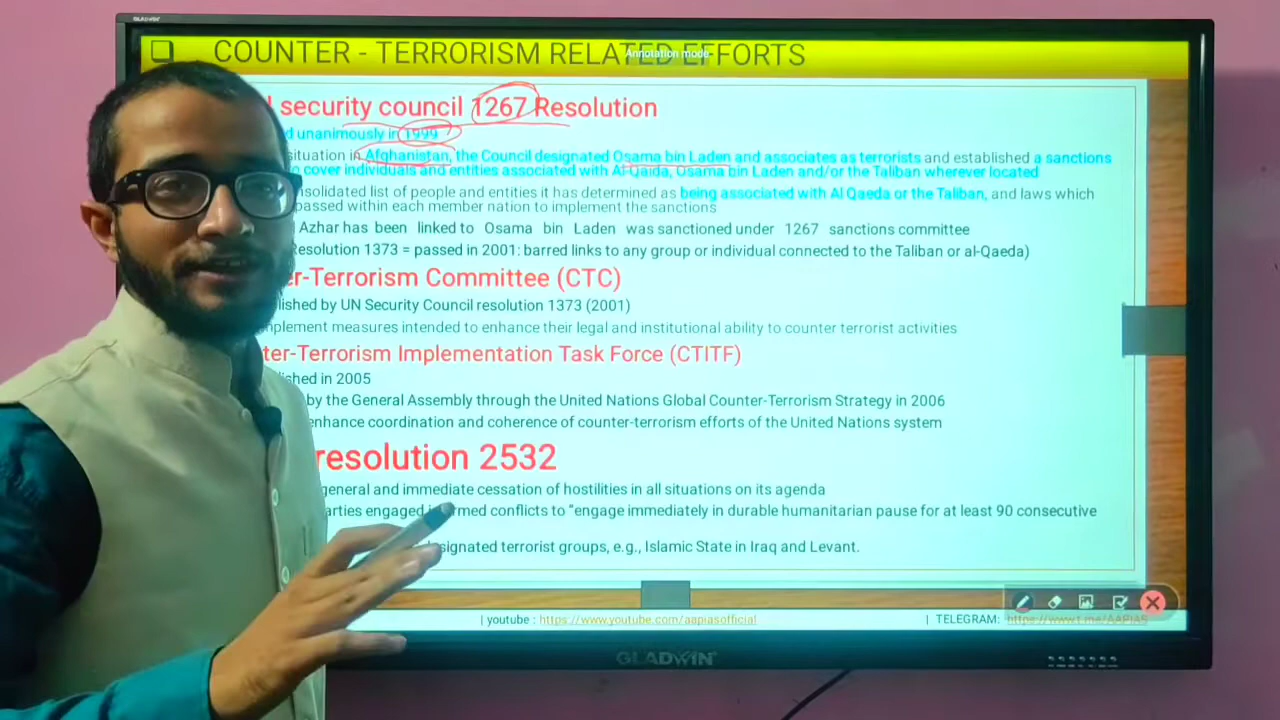 GLADWIN
COUNTER - TERRORISM RELATED EFFORTS
Annotation mode
security council 1267 Resolution
unanimously in 1999
situation in Afghanistan, the Council designated Osama bin Laden and associates as terrorists and established a sanctions
cover individuals and entities associated with Al-Qaida, Osama bin Laden and/or the Taliban wherever located
list of people and entities it has determined as being associated with Al Qaeda or the Taliban, and laws which
passed within each member nation to implement the sanctions
Azhar has been linked to Osama bin Laden was sanctioned under 1267 sanctions committee
Resolution 1373 = passed in 2001: barred links to any group or individual connected to the Taliban or al-Qaeda)
er-Terrorism Committee (CTC)
lished by UN Security Council resolution 1373 (2001)
mplement measures intended to enhance their legal and institutional ability to counter terrorist activities
ter-Terrorism Implementation Task Force (CTITF)
lished in 2005
by the General Assembly through the United Nations Global Counter-Terrorism Strategy in 2006
enhance coordination and coherence of counter-terrorism efforts of the United Nations system
resolution 2532
general and immediate cessation of hostilities in all situations on its agenda
arties engaged in armed conflicts to "engage immediately in durable humanitarian pause for at least 90 consecutive
signated terrorist groups, e.g., Islamic State in Iraq and Levant.
| youtube : https://www.youtube.com/aapiasofficial | TELEGRAM:
GLADWIN